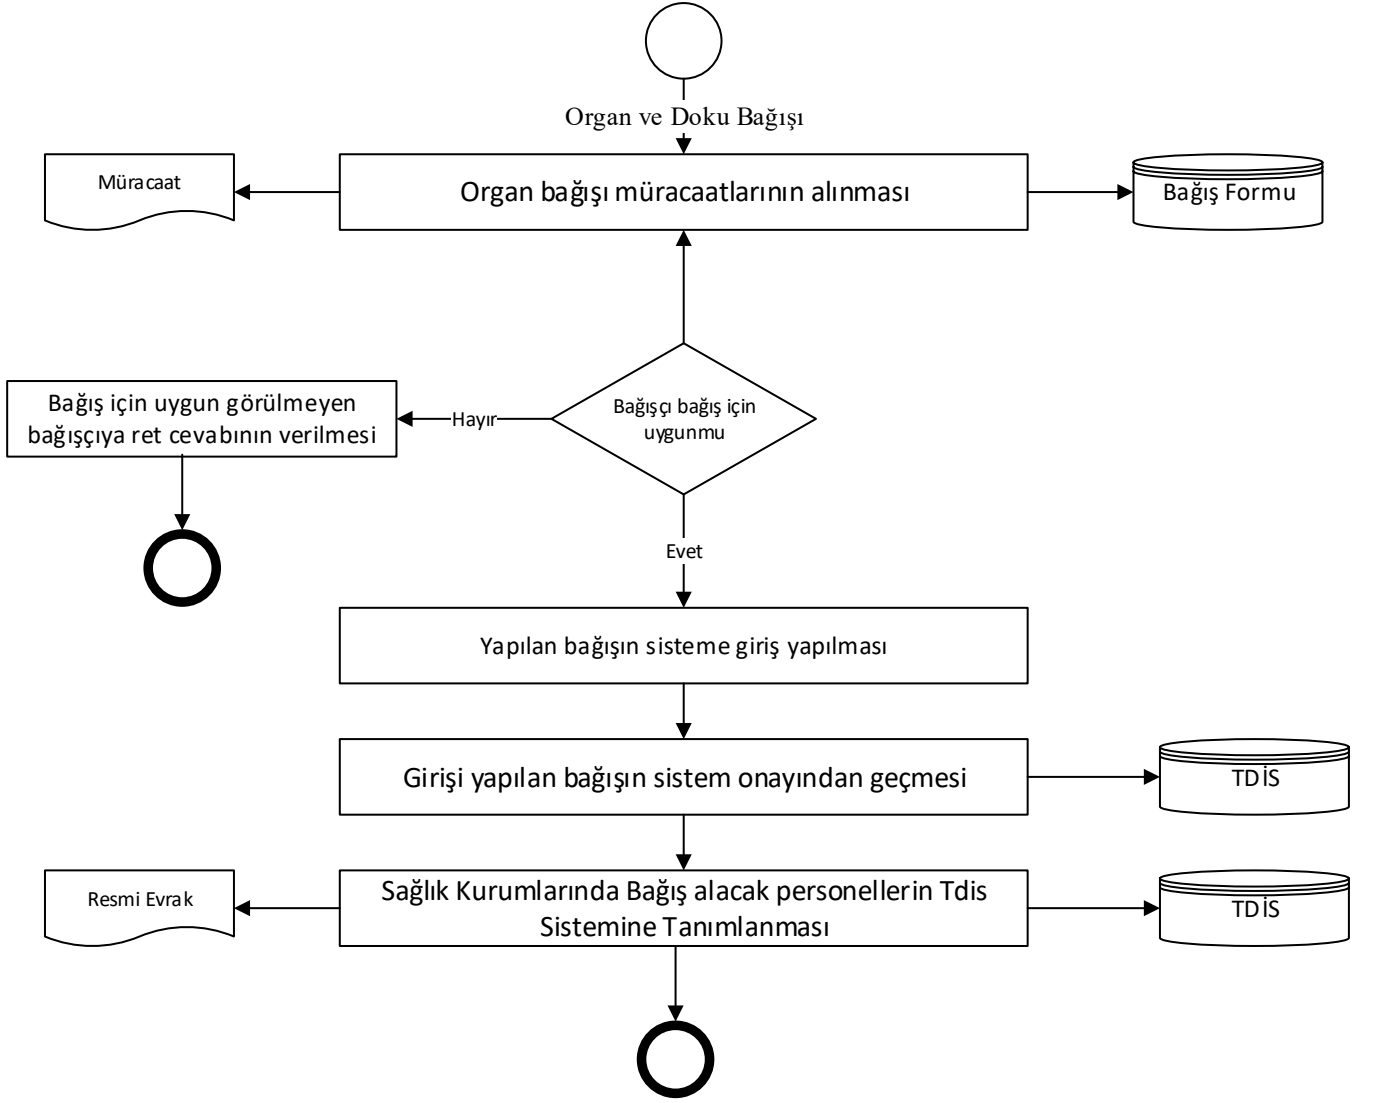 Organ ve Doku Bağışı
Müracaat
Organ bağışı müracaatlarının alınması
Bağış Formu
Bağış için uygun görülmeyen
bağışçıya ret cevabının verilmesi
Hayır
Bağışçı bağış için
uygunmu
Evet
Yapılan bağışın sisteme giriş yapılması
Girişi yapılan bağışın sistem onayından geçmesi
TDİS
Resmi Evrak
Sağlık Kurumlarında Bağış alacak personellerin Tdis
Sistemine Tanımlanması
TDİS